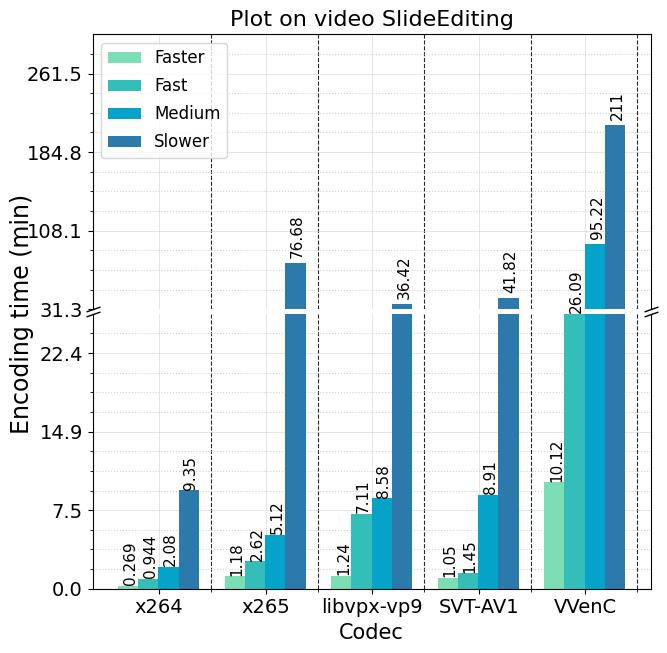 Plot on video SlideEditing
Faster
Fast
Medium
Slower
261.5
184.8
108.1
31.3
22.4
14.9
7.5
0.0
Encoding time (min)
0.269
0.944
2.08
9.35
1.18
2.62
5.12
76.68
1.24
7.11
8.58
36.42
1.05
1.45
8.91
41.82
10.12
26.09
95.22
211
x264
x265
libvpx-vp9
SVT-AV1
VVenC
Codec